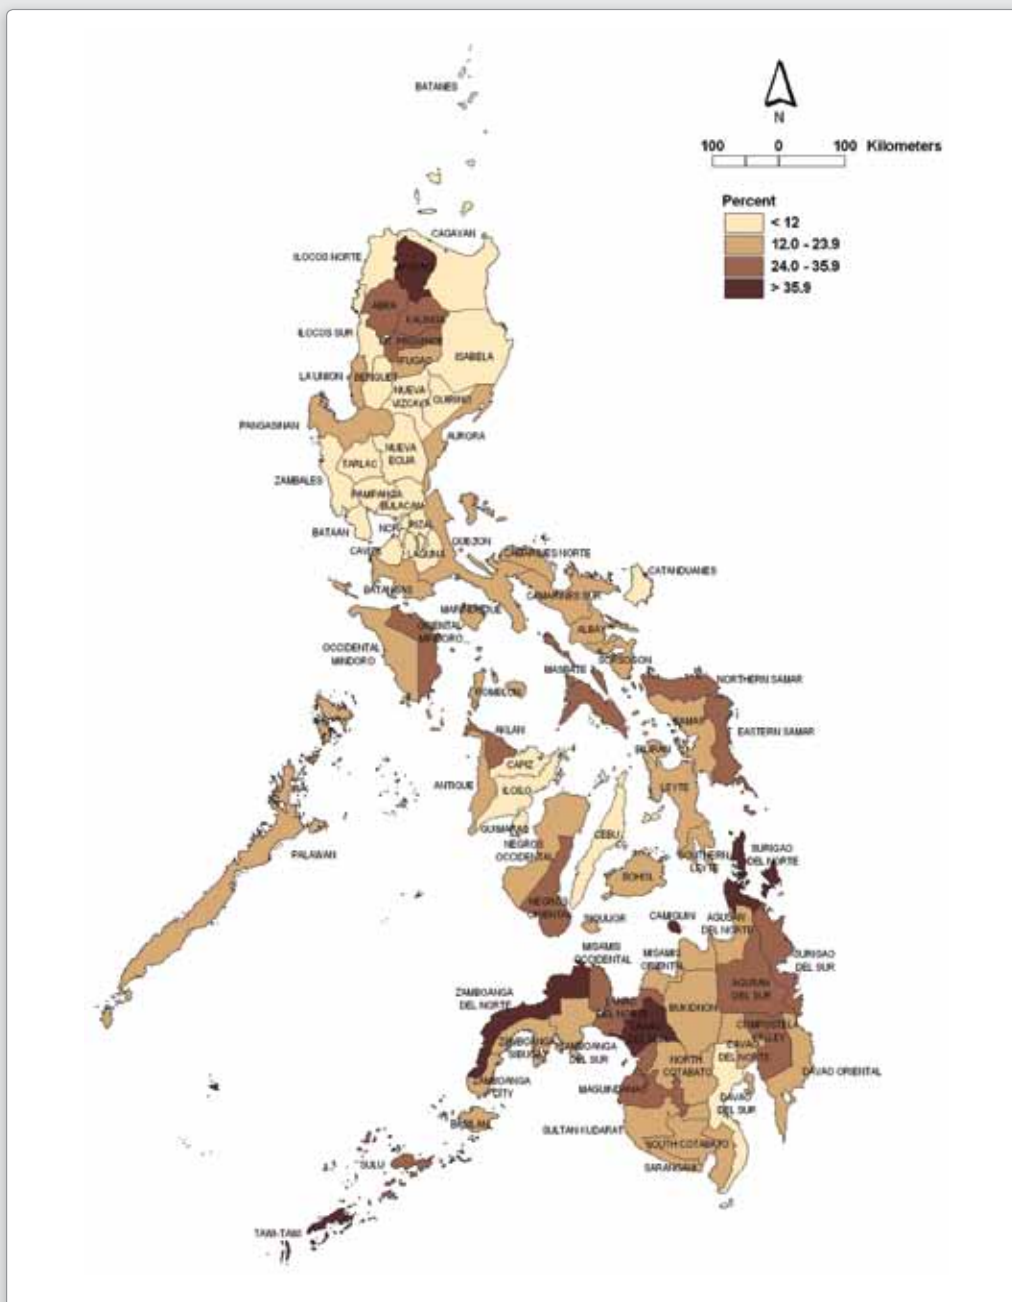 BATANES
N
100 0 100 Kilometers
Percent
< 12
12.0 - 23.9
24.0 - 35.9
> 35.9
CAGAYAN
ILOCOS NORTE
ABRA
KALINGA
ILOCOS SUR
MT. PROVINCE
IFUGAO
ISABELA
LA UNION
BENGUET
NUEVA
VIZCAYA
QUIRINO
PANGASINAN
AURORA
NUEVA
ECIJA
TARLAC
ZAMBALES
PAMPANGA
BULACAN
BATAAN
NCR
RIZAL
CAVITE
LAGUNA
QUEZON
CAMARINES NORTE
CATANDUANES
BATANGAS
CAMARINES SUR
MARINDUQUE
ORIENTAL
MINDORO
ALBAY
OCCIDENTAL
MINDORO
SORSOGON
MASBATE
NORTHERN SAMAR
ROMBLON
SAMAR
EASTERN SAMAR
AKLAN
BILIRAN
CAPIZ
ANTIQUE
ILOILO
LEYTE
GUIMARAS
CEBU
NEGROS
OCCIDENTAL
PALAWAN
SOUTHERN
LEYTE
SURIGAO
DEL NORTE
BOHOL
NEGROS
ORIENTAL
SIQUIJOR
CAMIGUIN
AGUSAN
DEL NORTE
MISAMIS
OCCIDENTAL
MISAMIS
ORIENTAL
SURIGAO
DEL SUR
ZAMBOANGA
DEL NORTE
AGUSAN
DEL SUR
LANAO
DEL NORTE
BUKIDNON
COMPOSTELA
VALLEY
ZAMBOANGA
SIBUGAY
ZAMBOANGA
DEL SUR
DAVAO
DEL NORTE
NORTH
COTABATO
DAVAO ORIENTAL
ZAMBOANGA
CITY
MAGUINDANAO
DAVAO
DEL SUR
BASILAN
SULTAN KUDARAT
SOUTH COTABATO
SULU
SARANGANI
TAWI-TAWI